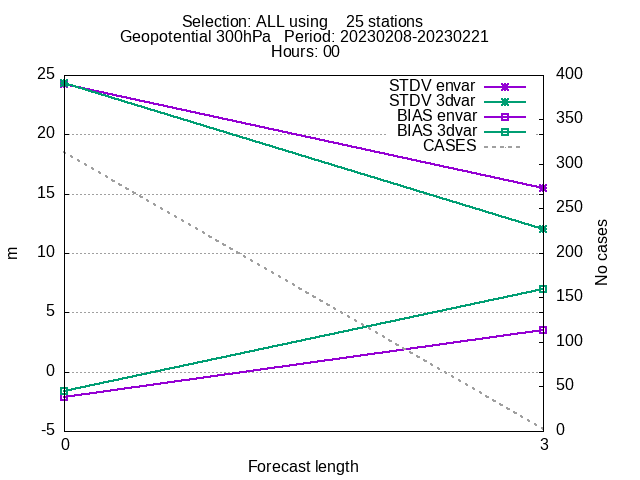 Selection: ALL using    25 stations
Geopotential 300hPa   Period: 20230208-20230221
Hours: 00
STDV envar
STDV 3dvar
BIAS envar
BIAS 3dvar
CASES
25
20
15
10
5
0
-5
m
400
350
300
250
200
150
100
50
0
No cases
0
3
Forecast length